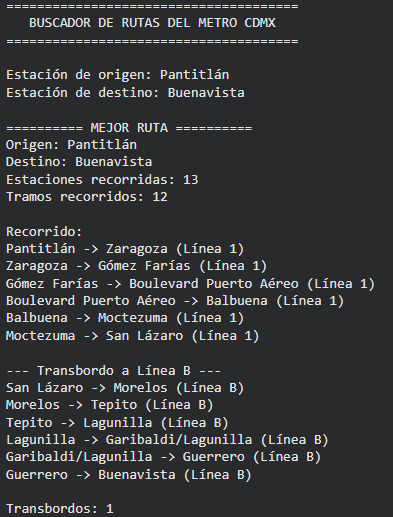 ======================================
BUSCADOR DE RUTAS DEL METRO CDMX
======================================
Estación de origen: Pantitlán
Estación de destino: Buenavista
========== MEJOR RUTA ==========
Origen: Pantitlán
Destino: Buenavista
Estaciones recorridas: 13
Tramos recorridos: 12
Recorrido:
Pantitlán -> Zaragoza (Línea 1)
Zaragoza -> Gómez Farías (Línea 1)
Gómez Farías -> Boulevard Puerto Aéreo (Línea 1)
Boulevard Puerto Aéreo -> Balbuena (Línea 1)
Balbuena -> Moctezuma (Línea 1)
Moctezuma -> San Lázaro (Línea 1)
--- Transbordo a Línea B ---
San Lázaro -> Morelos (Línea B)
Morelos -> Tepito (Línea B)
Tepito -> Lagunilla (Línea B)
Lagunilla -> Garibaldi/Lagunilla (Línea B)
Garibaldi/Lagunilla -> Guerrero (Línea B)
Guerrero -> Buenavista (Línea B)
Transbordos: 1